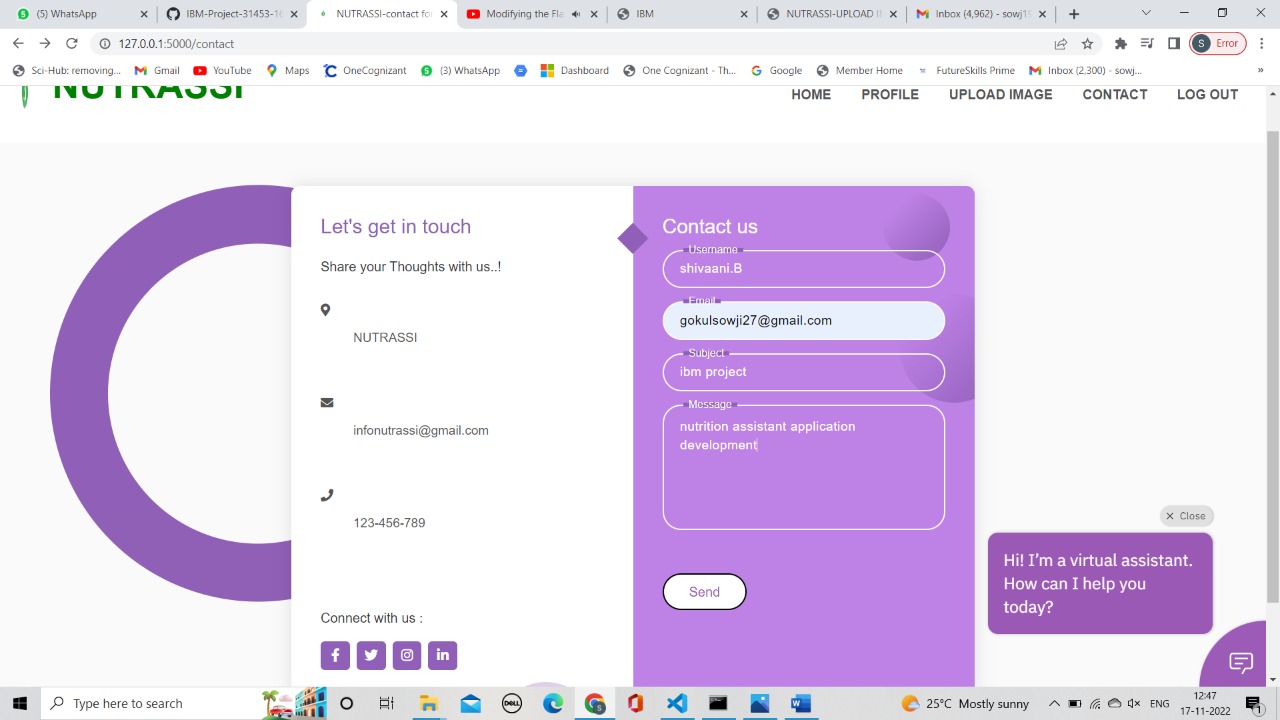 (5) WhatsApp
IBM-Project-31453-16
NUTRASSI-contact for
Modifying the Fla
IBM
NUTRASSI-UPLOAD I
Inbox (4,962) - sowj19
127.0.0.1:5000/contact
S Error
Sci-Hub: removing...
Gmail
YouTube
Maps
OneCognizant
(3) WhatsApp
Dashboard
One Cognizant - Th...
Google
Member Home
FutureSkills Prime
Inbox (2,300) - sowj...
»
NUTRASSI
HOME
PROFILE
UPLOAD IMAGE
CONTACT
LOG OUT
Let's get in touch
Share your Thoughts with us..!
NUTRASSI
infonutrassi@gmail.com
123-456-789
Connect with us :
Contact us
Username
shivaani.B
Email
gokulsowji27@gmail.com
Subject
ibm project
Message
nutrition assistant application
development
Send
Close
Hi! I'm a virtual assistant.
How can I help you
today?
Type here to search
DELL
25°C Mostly sunny
ENG
12:47
17-11-2022
1